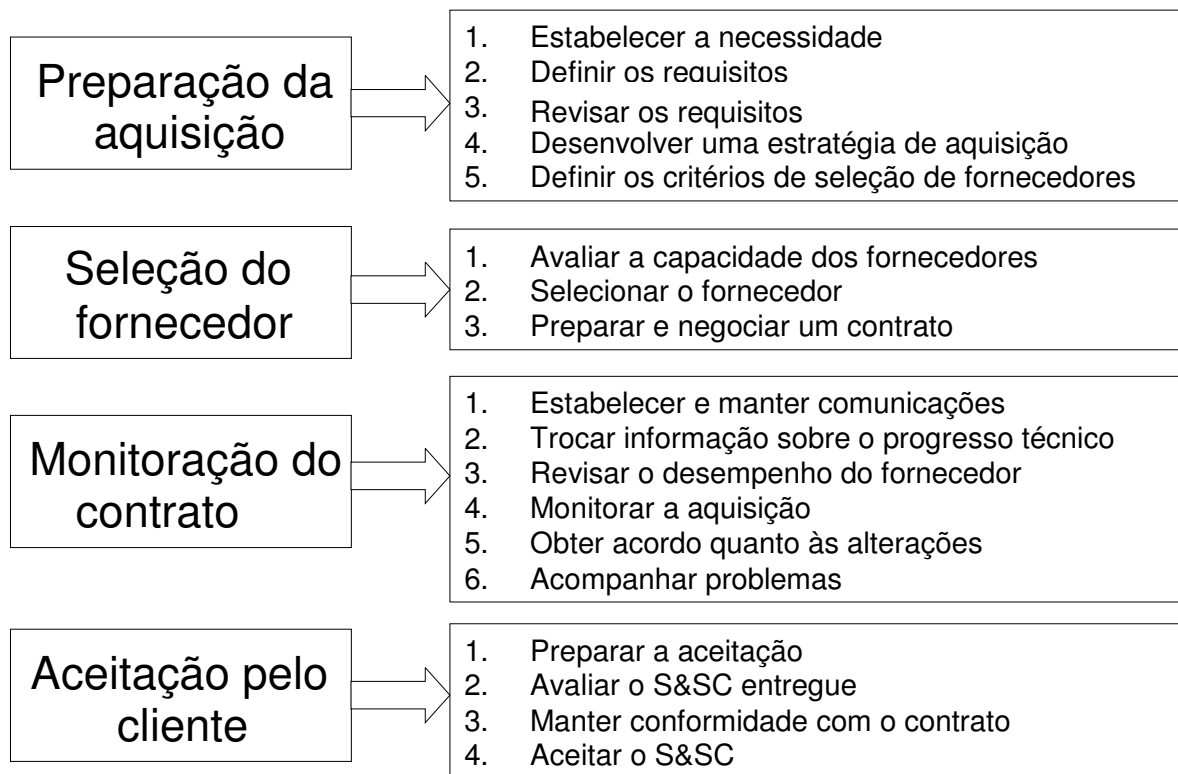 Preparação da
aquisição
1. Estabelecer a necessidade
2. Definir os requisitos
3. Revisar os requisitos
4. Desenvolver uma estratégia de aquisição
5. Definir os critérios de seleção de fornecedores
Seleção do
fornecedor
1. Avaliar a capacidade dos fornecedores
2. Selecionar o fornecedor
3. Preparar e negociar um contrato
Monitoração do
contrato
1. Estabelecer e manter comunicações
2. Trocar informação sobre o progresso técnico
3. Revisar o desempenho do fornecedor
4. Monitorar a aquisição
5. Obter acordo quanto às alterações
6. Acompanhar problemas
Aceitação pelo
cliente
1. Preparar a aceitação
2. Avaliar o S&SC entregue
3. Manter conformidade com o contrato
4. Aceitar o S&SC